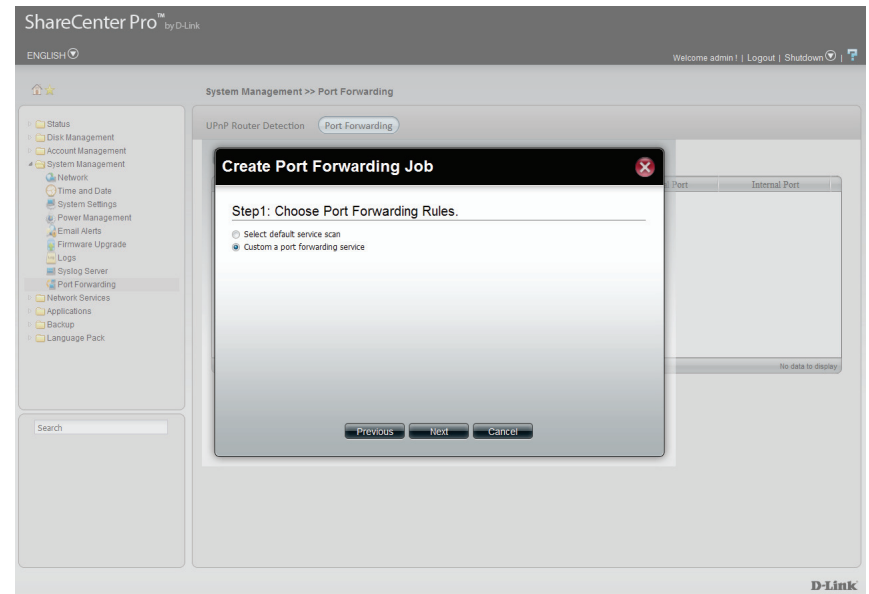 ShareCenter Pro™ by D-Link
ENGLISH
Welcome admin ! | Logout | Shutdown | ?
System Management >> Port Forwarding
Status
Disk Management
Account Management
System Management
Network
Time and Date
System Settings
Power Management
Email Alerts
Firmware Upgrade
Logs
Syslog Server
Port Forwarding
Network Services
Applications
Backup
Language Pack
Search
UPnP Router Detection Port Forwarding
Port Internal Port
Create Port Forwarding Job
Step1: Choose Port Forwarding Rules.
Select default service scan
Custom a port forwarding service
Previous Next Cancel
No data to display
D-Link